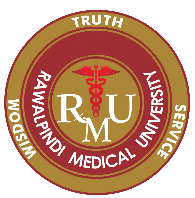 TRUTH
WISDOM
SERVICE
RAWALPINDI MEDICAL UNIVERSITY
RMU